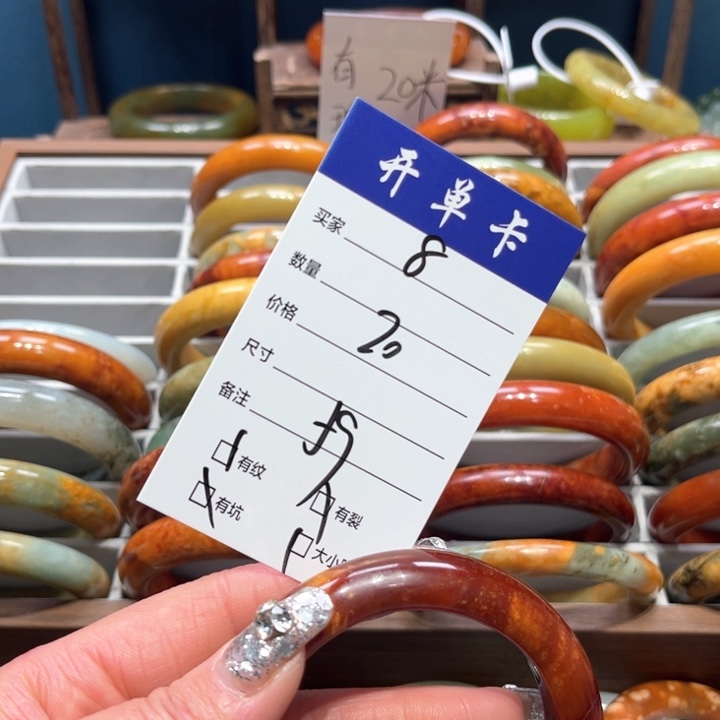 有 20米
开单卡
买家 8
数量
价格 20
尺寸
备注
有纹
有坑 有裂
大小